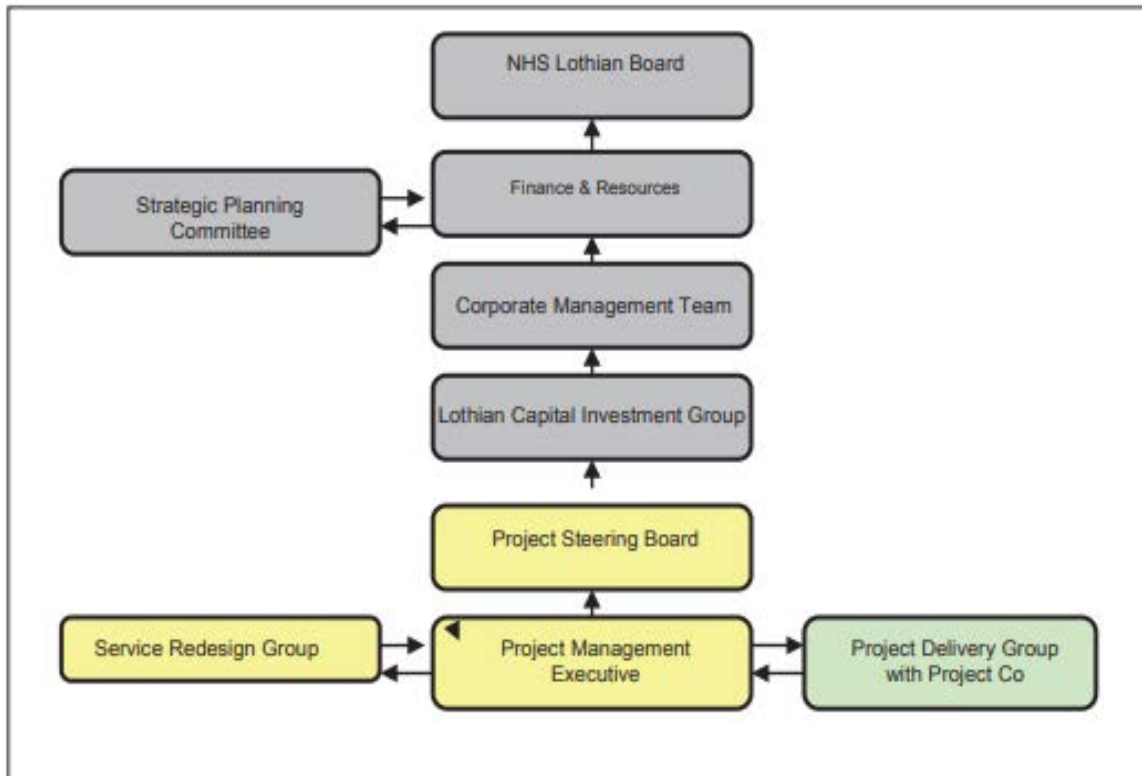 NHS Lothian Board
Finance & Resources
Strategic Planning
Committee
Corporate Management Team
Lothian Capital Investment Group
Project Steering Board
Service Redesign Group
Project Management
Executive
Project Delivery Group
with Project Co